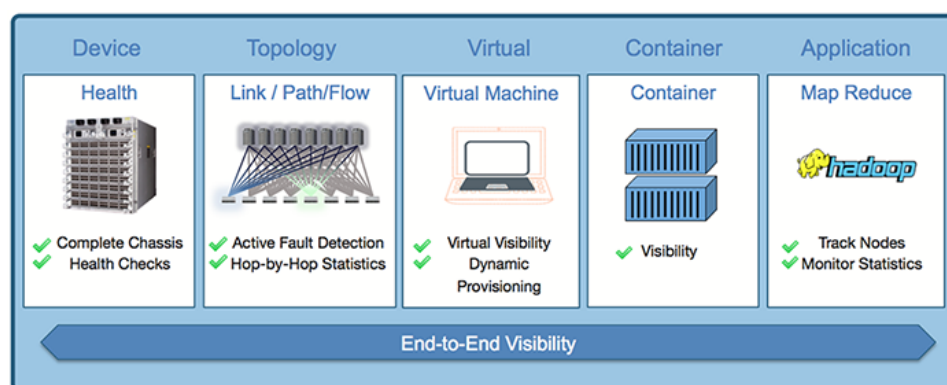 Device
Topology
Virtual
Container
Application
Health
Link / Path/Flow
Virtual Machine
Container
Map Reduce
hadoop
Complete Chassis
Health Checks
Active Fault Detection
Hop-by-Hop Statistics
Virtual Visibility
Dynamic
Provisioning
Visibility
Track Nodes
Monitor Statistics
End-to-End Visibility